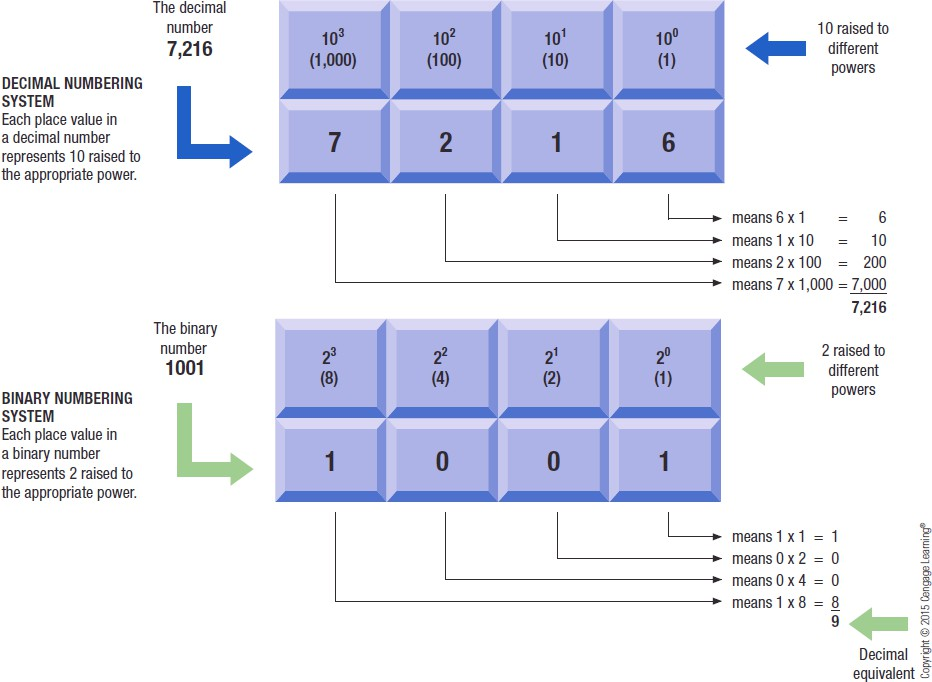 The decimal
number
7,216
DECIMAL NUMBERING
SYSTEM
Each place value in
a decimal number
represents 10 raised to
the appropriate power.
10³ 10² 10¹ 10⁰
(1,000) (100) (10) (1)
7 2 1 6
10 raised to
different
powers
means 6 x 1 = 6
means 1 x 10 = 10
means 2 x 100 = 200
means 7 x 1,000 = 7,000
7,216
The binary
number
1001
BINARY NUMBERING
SYSTEM
Each place value in
a binary number
represents 2 raised to
the appropriate power.
2³ 2² 2¹ 2⁰
(8) (4) (2) (1)
1 0 0 1
2 raised to
different
powers
means 1 x 1 = 1
means 0 x 2 = 0
means 0 x 4 = 0
means 1 x 8 = 8
9
Decimal
equivalent
Copyright © 2015 Cengage Learning®